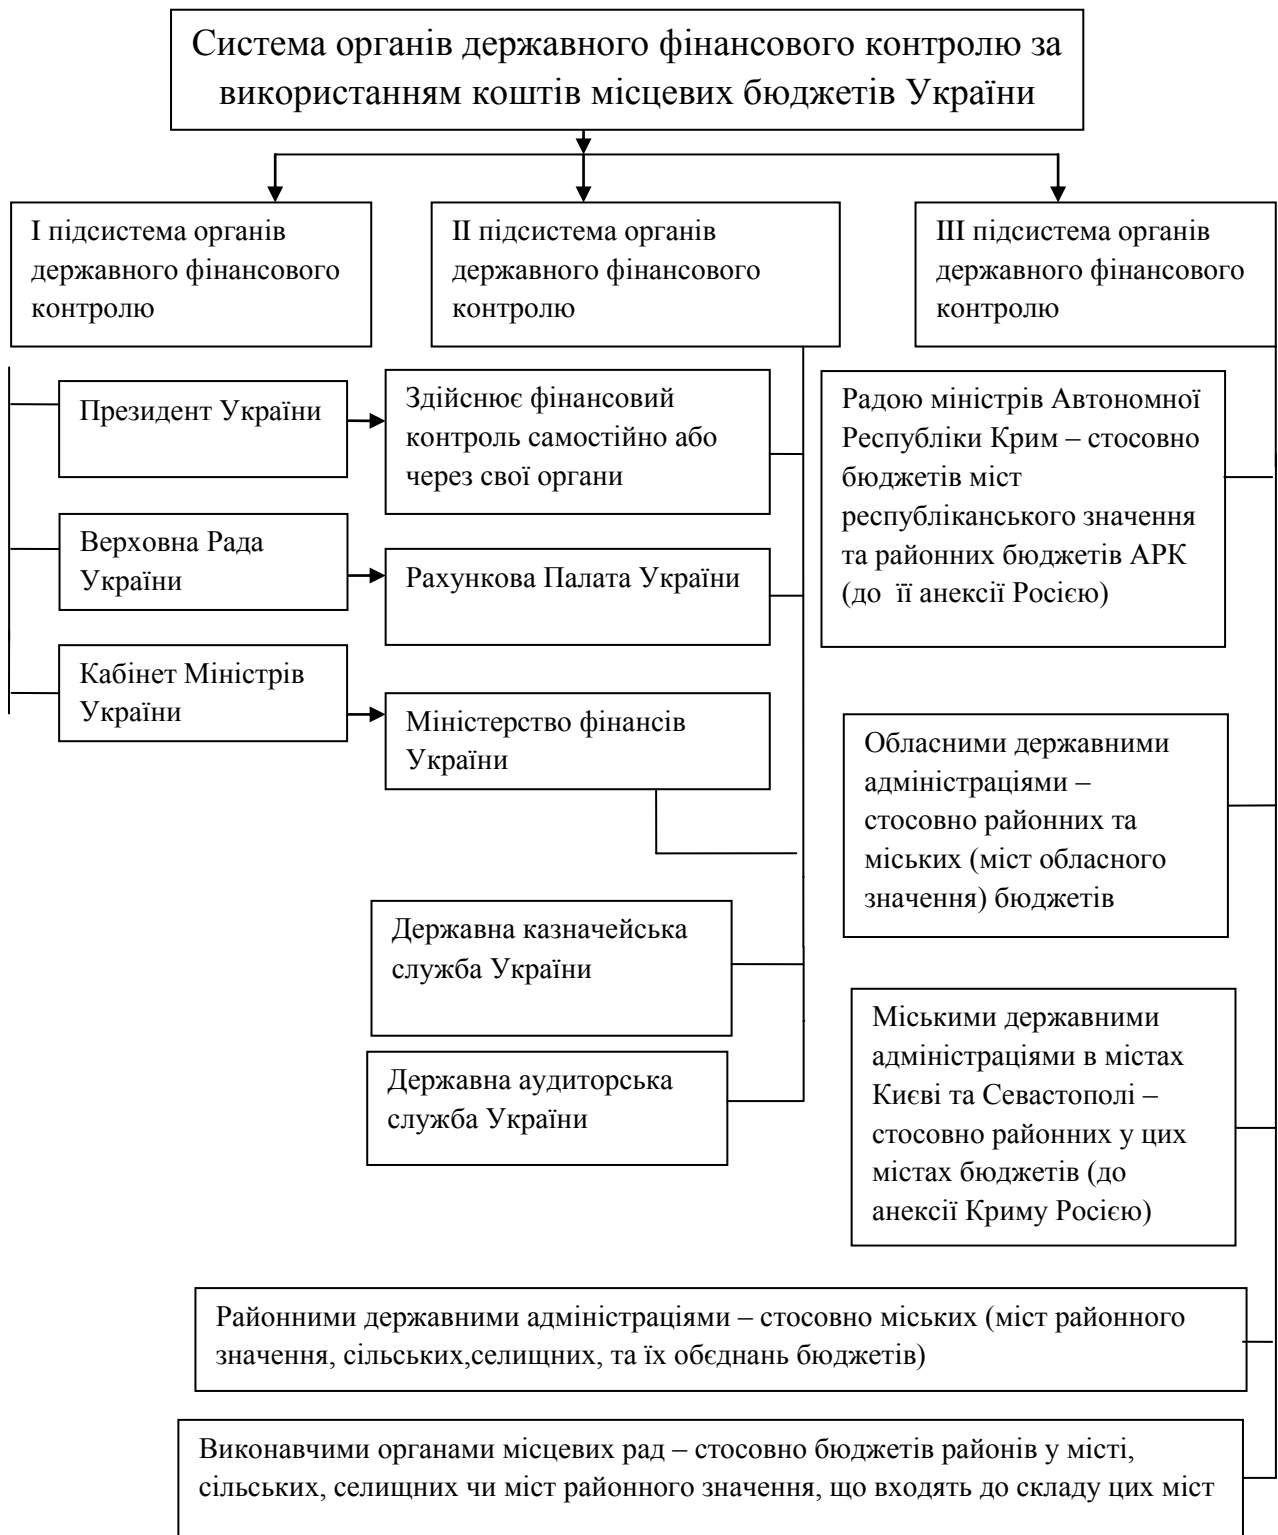 Система органів державного фінансового контролю за
використанням коштів місцевих бюджетів України
І підсистема органів
державного фінансового
контролю
ІІ підсистема органів
державного фінансового
контролю
ІІІ підсистема органів
державного фінансового
контролю
Президент України
Верховна Рада
України
Кабінет Міністрів
України
Здійснює фінансовий
контроль самостійно або
через свої органи
Рахункова Палата України
Міністерство фінансів
України
Державна казначейська
служба України
Державна аудиторська
служба України
Радою міністрів Автономної
Республіки Крим – стосовно
бюджетів міст
республіканського значення
та районних бюджетів АРК
(до її анексії Росією)
Обласними державними
адміністраціями –
стосовно районних та
міських (міст обласного
значення) бюджетів
Міськими державними
адміністраціями в містах
Києві та Севастополі –
стосовно районних у цих
містах бюджетів (до
анексії Криму Росією)
Районними державними адміністраціями – стосовно міських (міст районного
значення, сільських,селищних, та їх обєднань бюджетів)
Виконавчими органами місцевих рад – стосовно бюджетів районів у місті,
сільських, селищних чи міст районного значення, що входять до складу цих міст